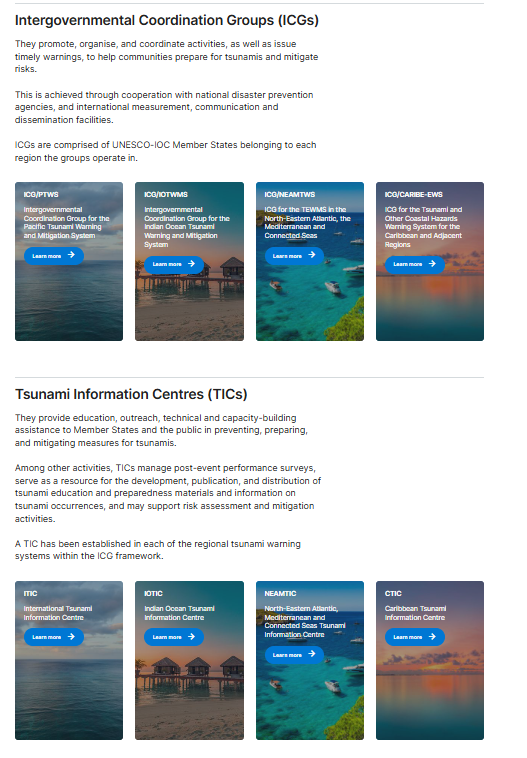 Intergovernmental Coordination Groups (ICGs)
They promote, organise, and coordinate activities, as well as issue
timely warnings, to help communities prepare for tsunamis and mitigate
risks.
This is achieved through cooperation with national disaster prevention
agencies, and international measurement, communication and
dissemination facilities.
ICGs are comprised of UNESCO-IOC Member States belonging to each
region the groups operate in.
ICG/PTWS
Intergovernmental
Coordination Group for the
Pacific Tsunami Warning
and Mitigation System
Learn more
ICG/IOTWMS
Intergovernmental
Coordination Group for the
Indian Ocean Tsunami
Warning and Mitigation
System
Learn more
ICG/NEAMTWS
ICG for the TEWMS in the
North-Eastern Atlantic, the
Mediterranean and
Connected Seas
Learn more
ICG/CARIBE-EWS
ICG for the Tsunami and
Other Coastal Hazards
Warning System for the
Caribbean and Adjacent
Regions
Learn more
Tsunami Information Centres (TICs)
They provide education, outreach, technical and capacity-building
assistance to Member States and the public in preventing, preparing,
and mitigating measures for tsunamis.
Among other activities, TICs manage post-event performance surveys,
serve as a resource for the development, publication, and distribution of
tsunami education and preparedness materials and information on
tsunami occurrences, and may support risk assessment and mitigation
activities.
A TIC has been established in each of the regional tsunami warning
systems within the ICG framework.
ITIC
International Tsunami
Information Centre
Learn more
IOTIC
Indian Ocean Tsunami
Information Centre
Learn more
NEAMTIC
North-Eastern Atlantic,
Mediterranean and
Connected Seas Tsunami
Information Centre
Learn more
CTIC
Caribbean Tsunami
Information Centre
Learn more